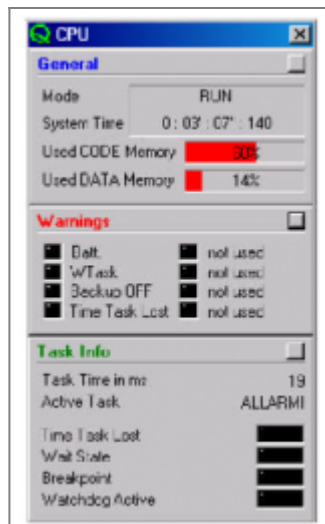 CPU
General
Mode RUN
System Time 0 : 03' : 07" : 140
Used CODE Memory 60%
Used DATA Memory 14%
Warnings
Batt. not used
WTask not used
Backup OFF not used
Time Task Lost not used
Task Info
Task Time in ms 19
Active Task ALLARMI
Time Task Lost
Wait State
Breakpoint
Watchdog Active